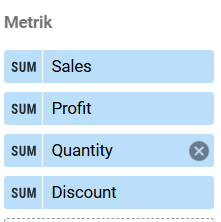 Metrik
SUM Sales
SUM Profit
SUM Quantity
SUM Discount